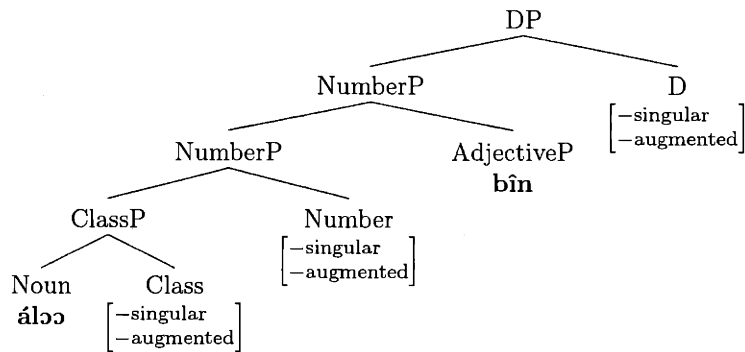 DP
NumberP D
[−singular
−augmented]
NumberP AdjectiveP
bîn
ClassP Number
[−singular
−augmented]
Noun Class
álɔɔ [−singular
−augmented]